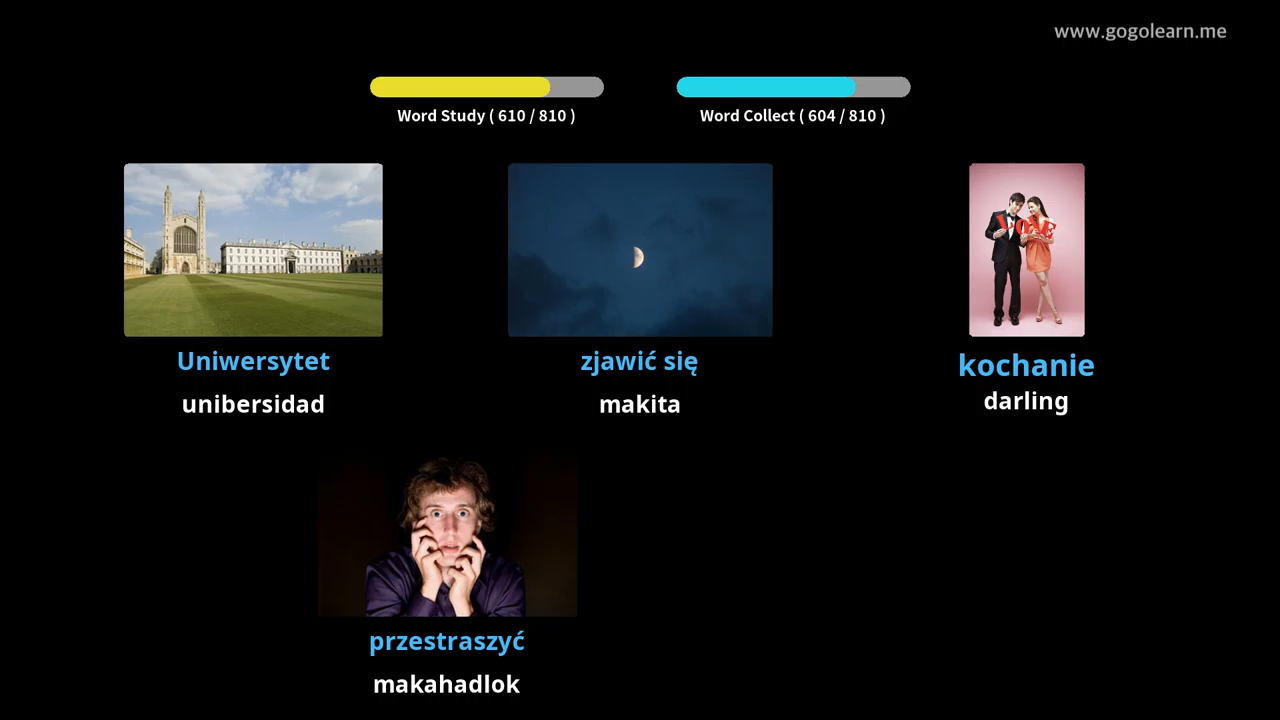 www.gogolearn.me
Word Study ( 610 / 810 )
Word Collect ( 604 / 810 )
LOVE
Uniwersytet
unibersidad
zjawić się
makita
kochanie
darling
przestraszyć
makahadlok